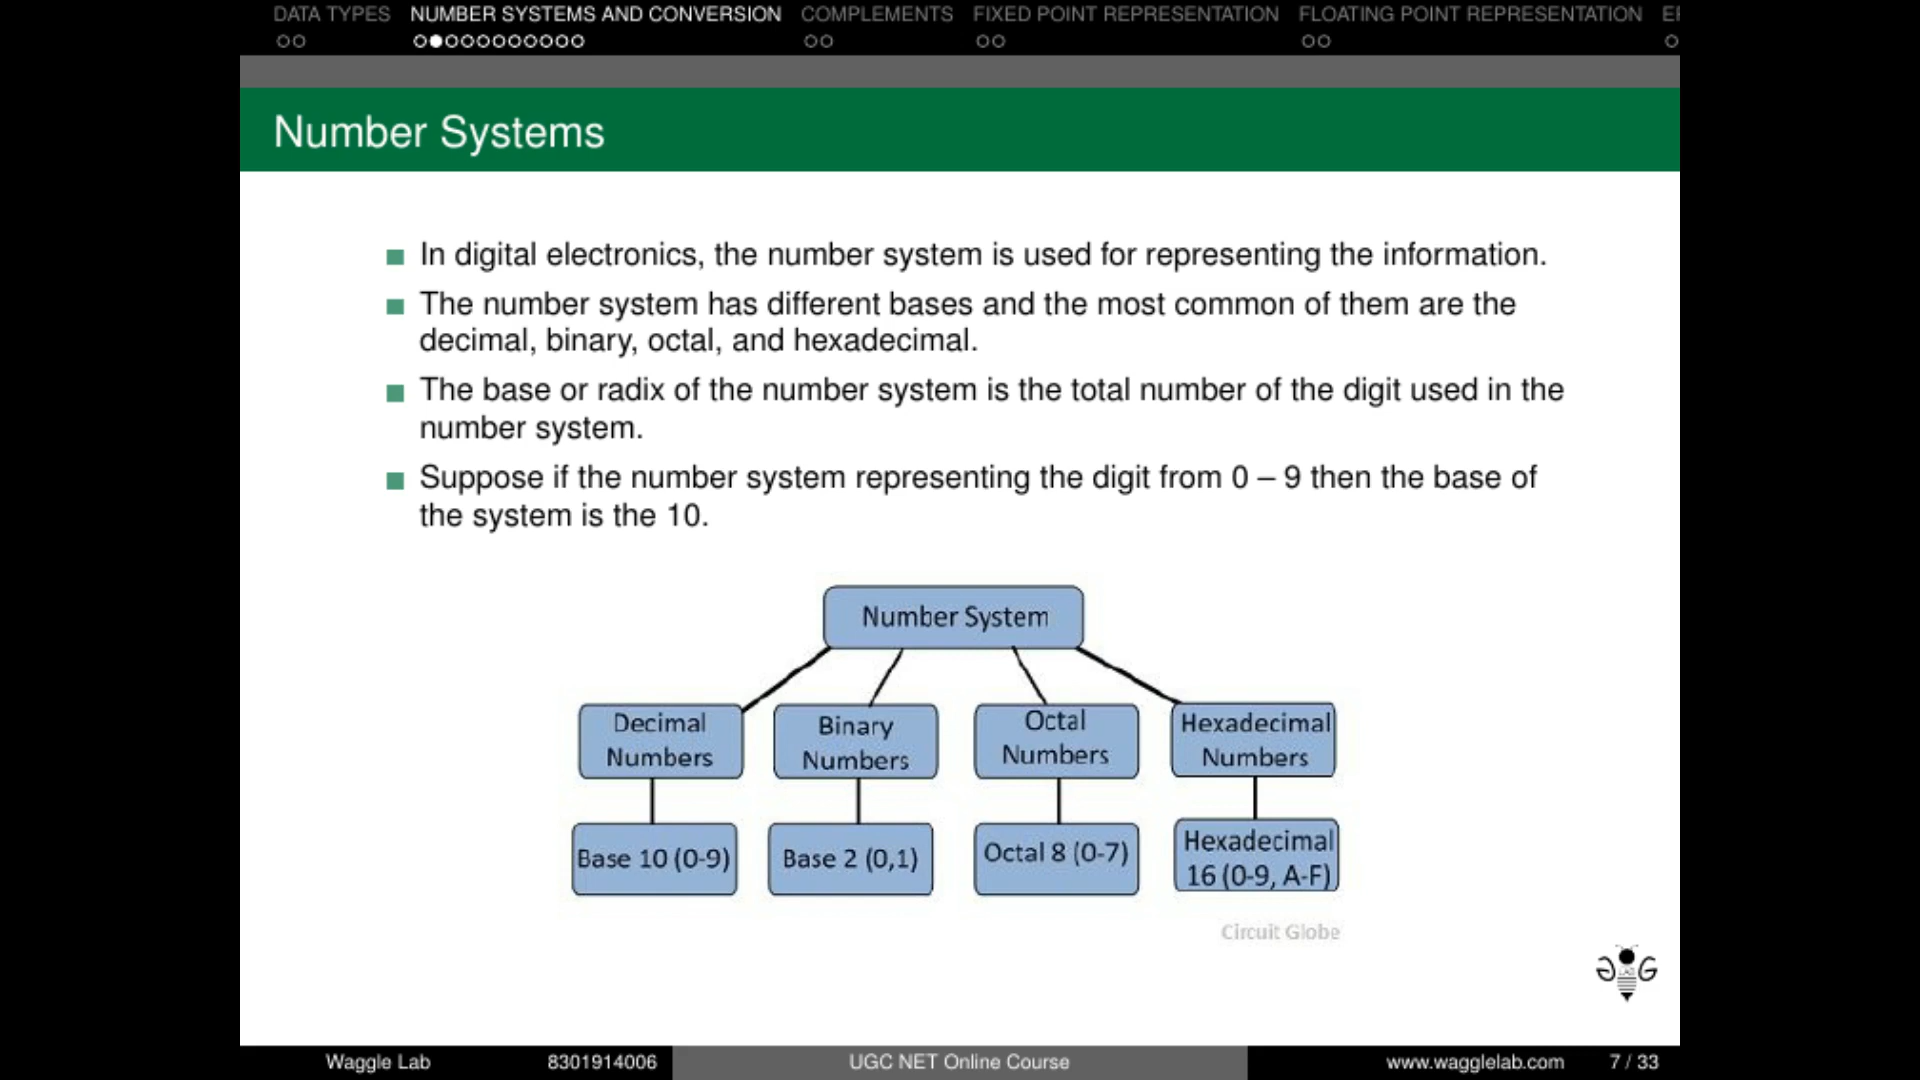 DATA TYPES NUMBER SYSTEMS AND CONVERSION COMPLEMENTS FIXED POINT REPRESENTATION FLOATING POINT REPRESENTATION
Number Systems
In digital electronics, the number system is used for representing the information.
The number system has different bases and the most common of them are the
decimal, binary, octal, and hexadecimal.
The base or radix of the number system is the total number of the digit used in the
number system.
Suppose if the number system representing the digit from 0 – 9 then the base of
the system is the 10.
Number System
Decimal
Numbers
Binary
Numbers
Octal
Numbers
Hexadecimal
Numbers
Base 10 (0-9)
Base 2 (0,1)
Octal 8 (0-7)
Hexadecimal
16 (0-9, A-F)
Circuit Globe
Waggle Lab 8301914006 UGC NET Online Course www.wagglelab.com 7 / 33